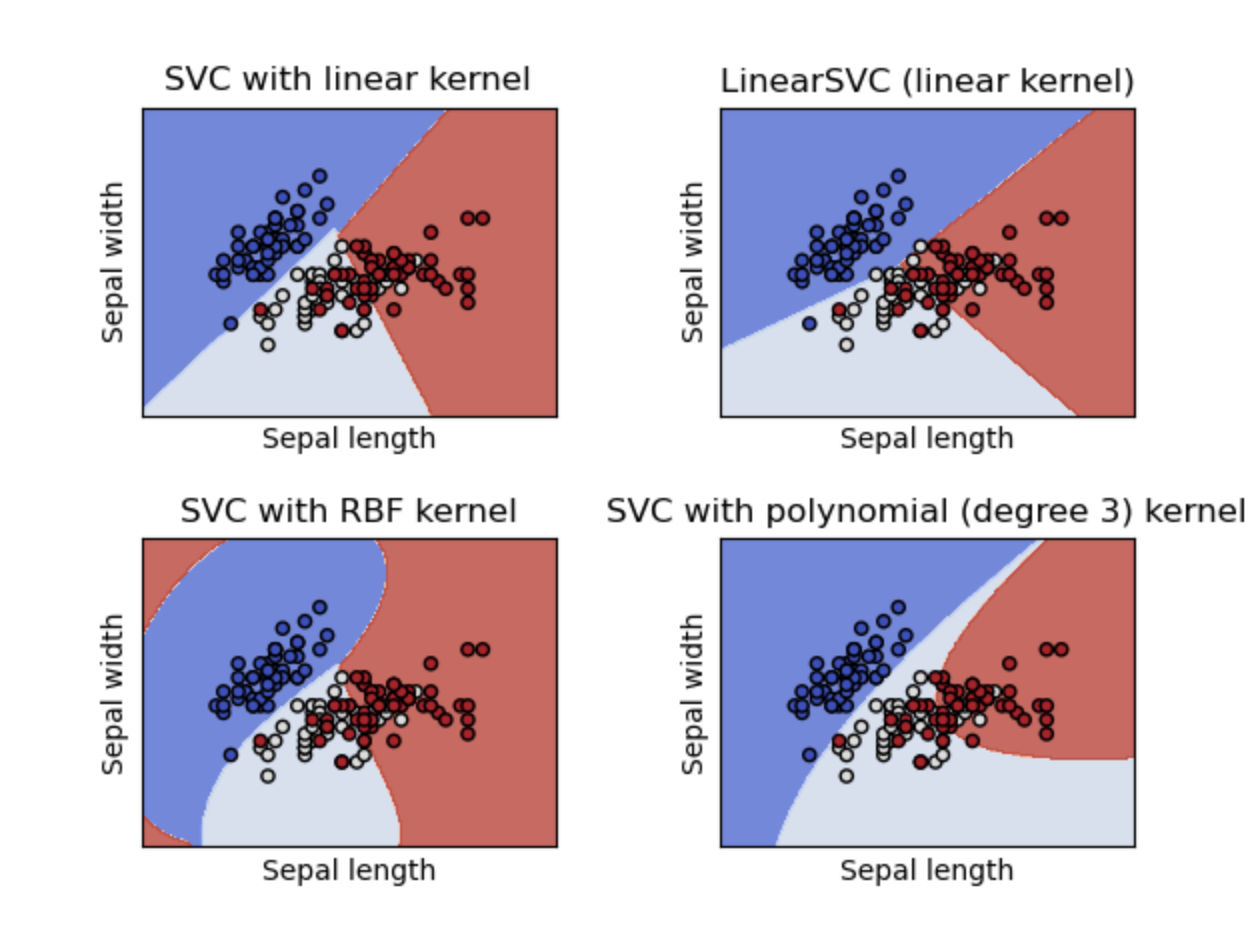 SVC with linear kernel
Sepal width
Sepal length
LinearSVC (linear kernel)
Sepal width
Sepal length
SVC with RBF kernel
Sepal width
Sepal length
SVC with polynomial (degree 3) kernel
Sepal width
Sepal length